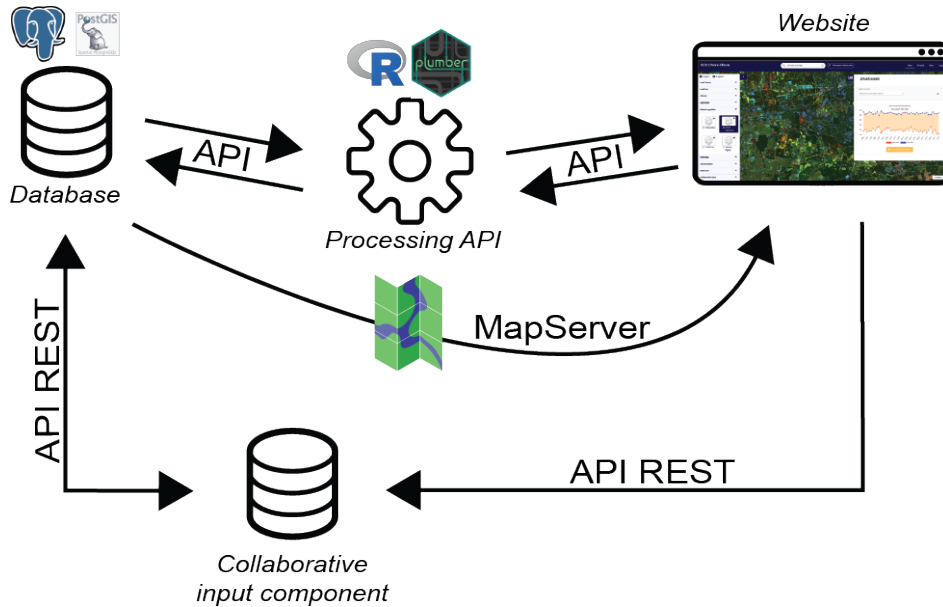 PostGIS
Website
R
plumber
API
API
Database
Processing API
MapServer
API REST
API REST
Collaborative
input component